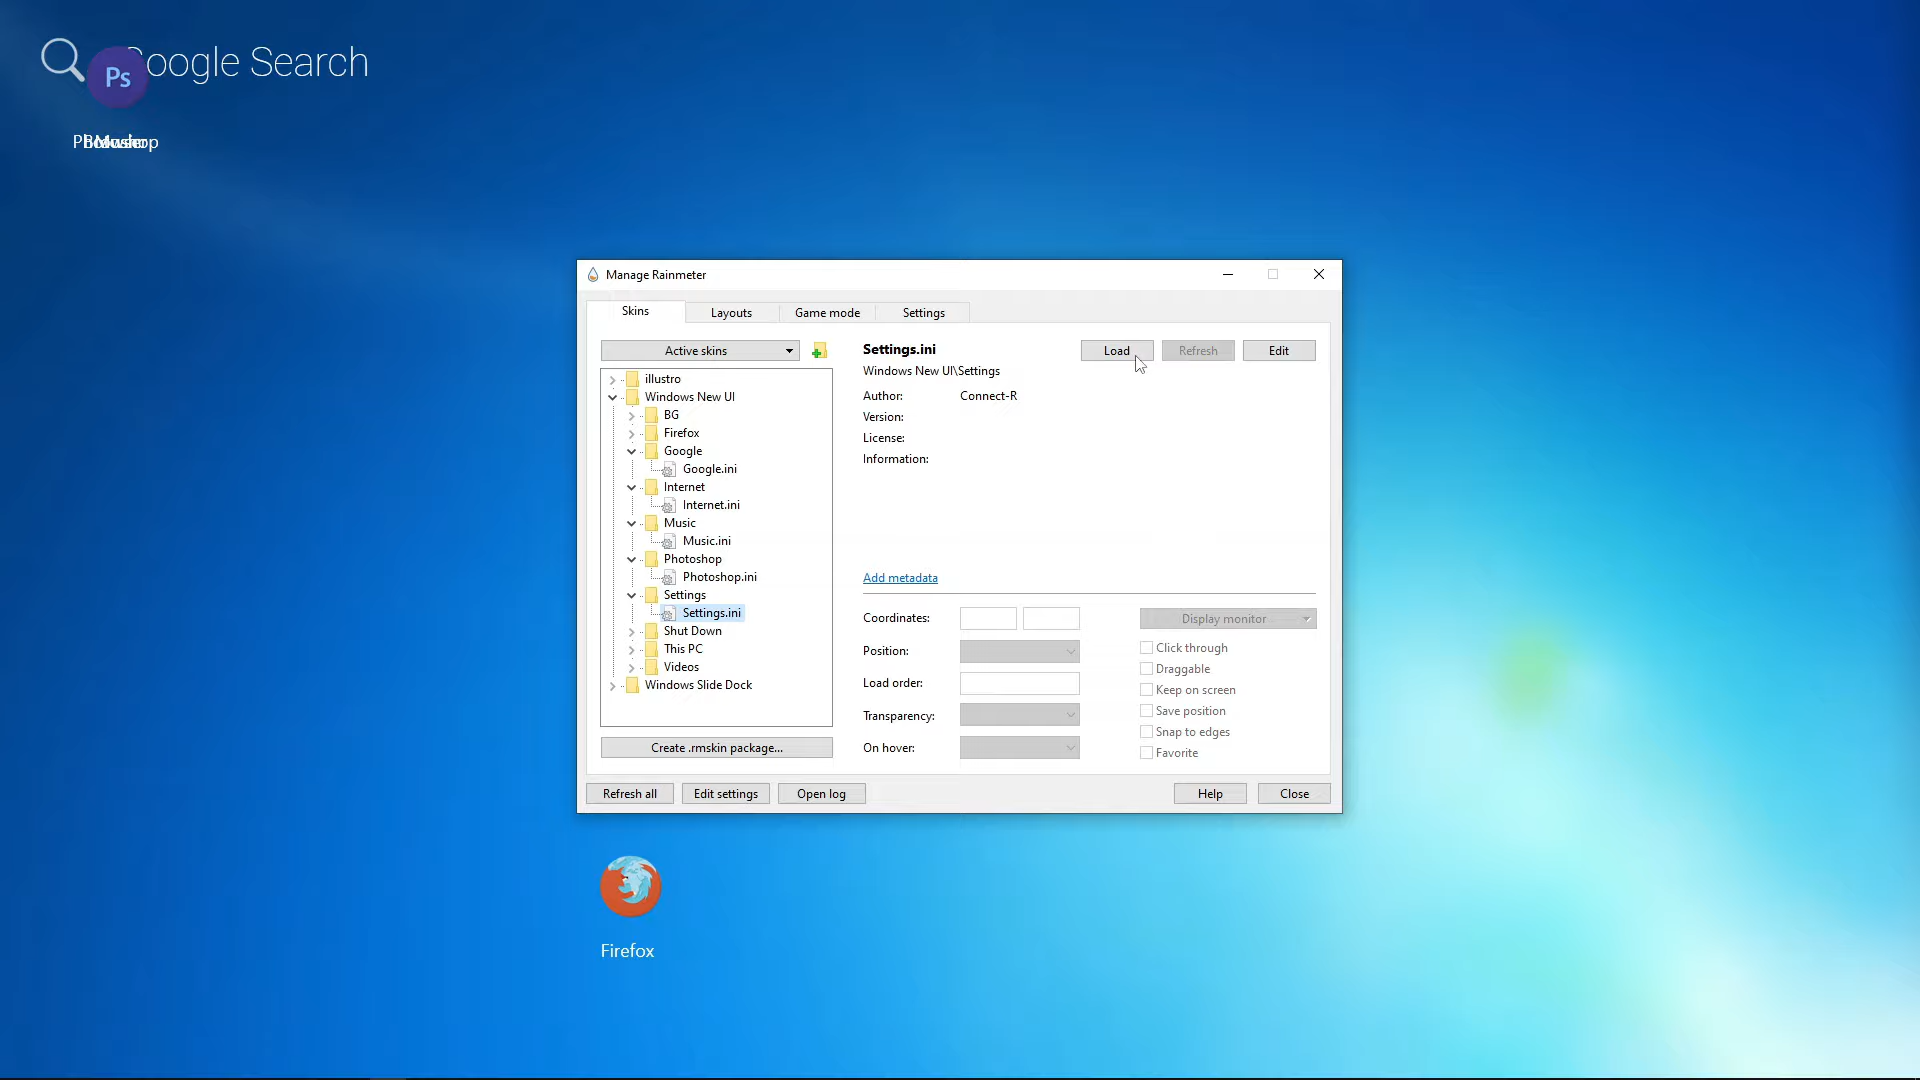 Google Search
Ps
Firefox
Manage Rainmeter
Skins
Layouts
Game mode
Settings
Active skins
illustro
Windows New UI
BG
Firefox
Google
Google.ini
Internet
Internet.ini
Music
Music.ini
Photoshop
Photoshop.ini
Settings
Settings.ini
Shut Down
This PC
Videos
Windows Slide Dock
Create .rmskin package...
Settings.ini
Load
Refresh
Edit
Windows New UI\Settings
Author: Connect-R
Version:
License:
Information:
Add metadata
Coordinates:
Position:
Load order:
Transparency:
On hover:
Display monitor
Click through
Draggable
Keep on screen
Save position
Snap to edges
Favorite
Refresh all
Edit settings
Open log
Help
Close